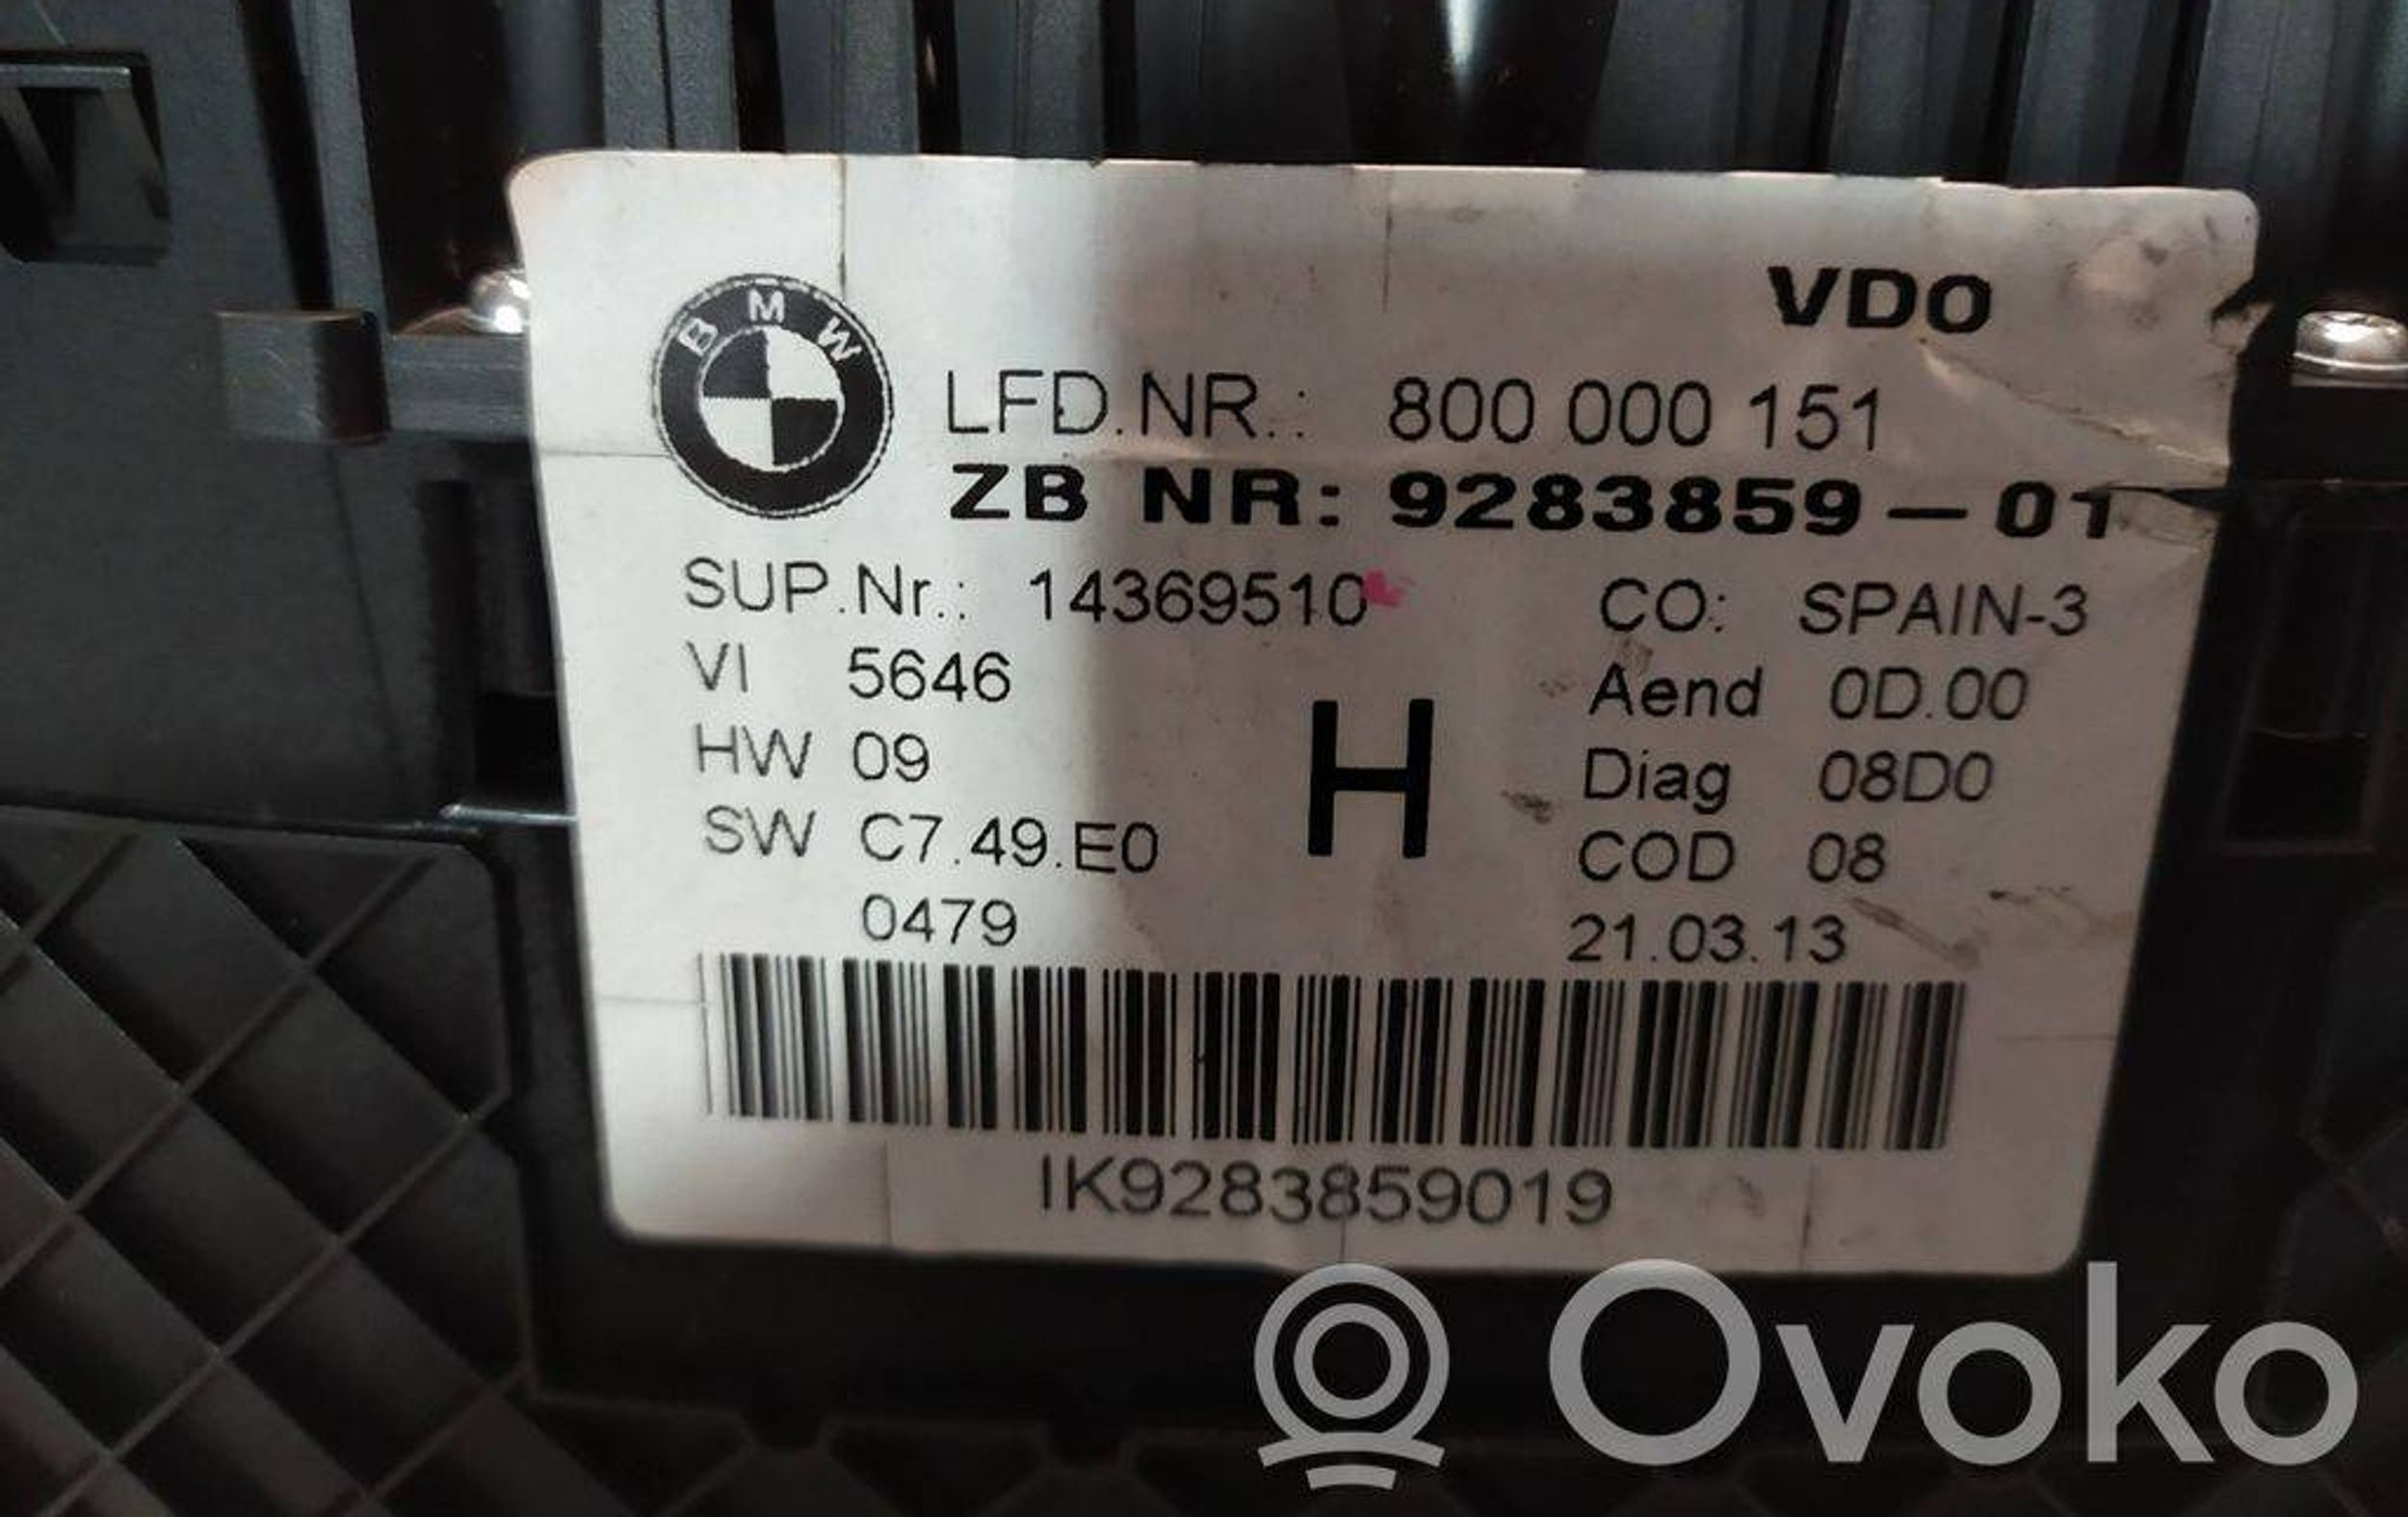 BMW
VDO
LFD.NR.: 800 000 151
ZB NR: 9283859-01
SUP.Nr.: 14369510 CO: SPAIN-3
VI 5646 Aend 0D.00
HW 09 H Diag 08D0
SW C7.49.E0 COD 08
0479 21.03.13
IK9283859019
Ovoko